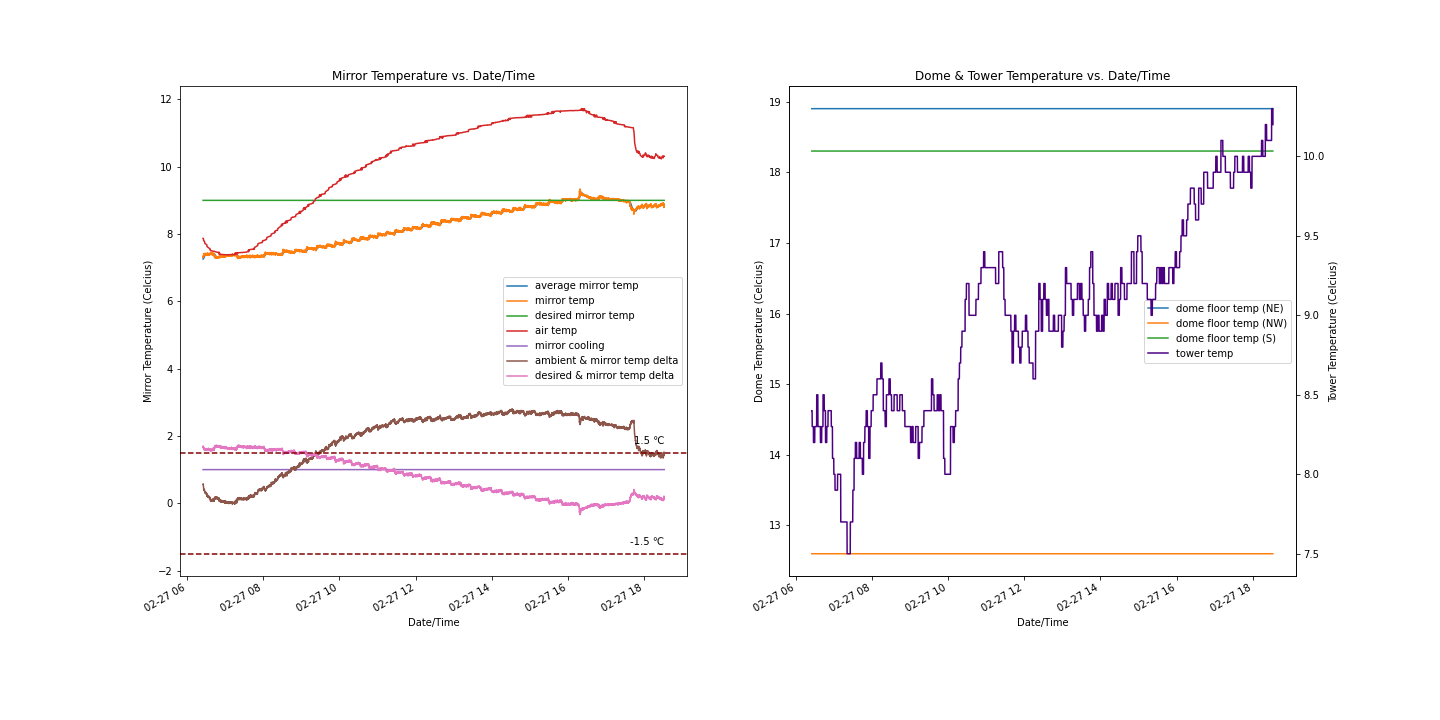 Mirror Temperature vs. Date/Time
Mirror Temperature (Celcius)
12
10
8
6
4
2
0
−2
average mirror temp
mirror temp
desired mirror temp
air temp
mirror cooling
ambient & mirror temp delta
desired & mirror temp delta
1.5 °C
-1.5 °C
02-27 06
02-27 08
02-27 10
02-27 12
02-27 14
02-27 16
02-27 18
Date/Time
Dome & Tower Temperature vs. Date/Time
Dome Temperature (Celcius)
19
18
17
16
15
14
13
dome floor temp (NE)
dome floor temp (NW)
dome floor temp (S)
tower temp
10.0
9.5
9.0
8.5
8.0
7.5
Tower Temperature (Celcius)
02-27 06
02-27 08
02-27 10
02-27 12
02-27 14
02-27 16
02-27 18
Date/Time